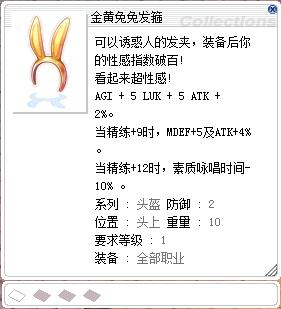 金黄兔兔发箍
Collections
可以诱惑人的发夹，装备后你
的性感指数破百!
看起来超性感!
AGI + 5 LUK + 5 ATK +
2%。
当精练+9时，MDEF+5及ATK+4%
。
当精练+12时，素质咏唱时间-
10% 。
系列 : 头盔 防御 : 2
位置 : 头上 重量 : 10
要求等级 : 1
装备 : 全部职业